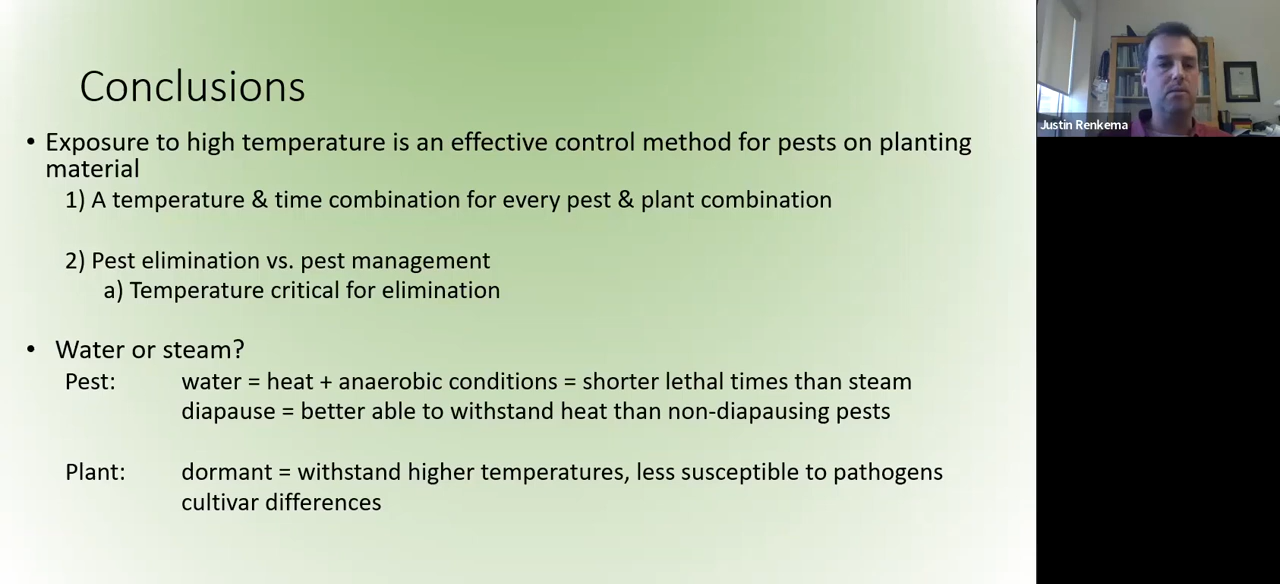 Conclusions
• Exposure to high temperature is an effective control method for pests on planting
material
1) A temperature & time combination for every pest & plant combination
2) Pest elimination vs. pest management
a) Temperature critical for elimination
• Water or steam?
Pest: water = heat + anaerobic conditions = shorter lethal times than steam
diapause = better able to withstand heat than non-diapausing pests
Plant: dormant = withstand higher temperatures, less susceptible to pathogens
cultivar differences
Justin Renkema